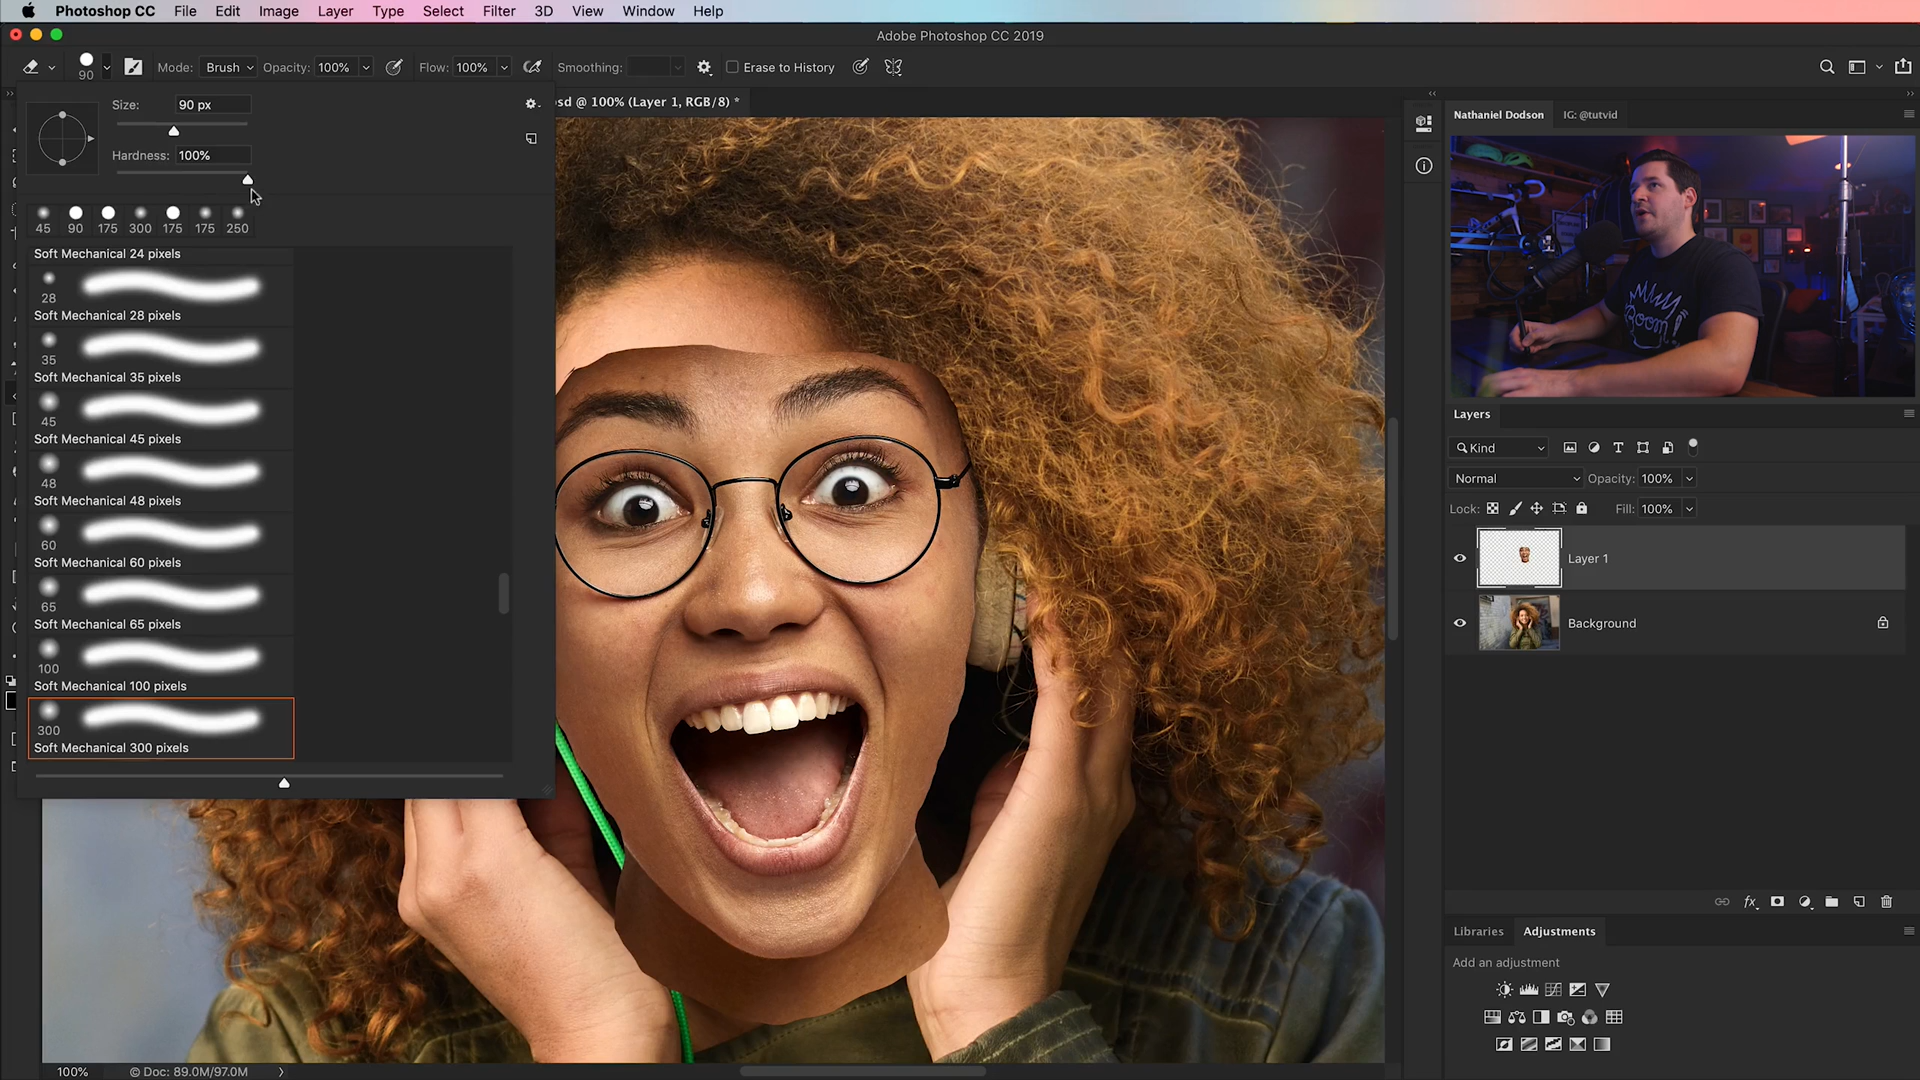 Photoshop CC File Edit Image Layer Type Select Filter 3D View Window Help
Adobe Photoshop CC 2019
90 Mode: Brush Opacity: 100% Flow: 100% Smoothing: Erase to History
sd @ 100% (Layer 1, RGB/8) *
Size: 90 px
Hardness: 100%
45 90 175 300 175 175 250
Soft Mechanical 24 pixels
28
Soft Mechanical 28 pixels
35
Soft Mechanical 35 pixels
45
Soft Mechanical 45 pixels
48
Soft Mechanical 48 pixels
60
Soft Mechanical 60 pixels
65
Soft Mechanical 65 pixels
100
Soft Mechanical 100 pixels
300
Soft Mechanical 300 pixels
100% © Doc: 89.0M/97.0M
Nathaniel Dodson IG: @tutvid
Room!
Layers
Kind
Normal Opacity: 100%
Lock: Fill: 100%
Layer 1
Background
fx
Libraries Adjustments
Add an adjustment